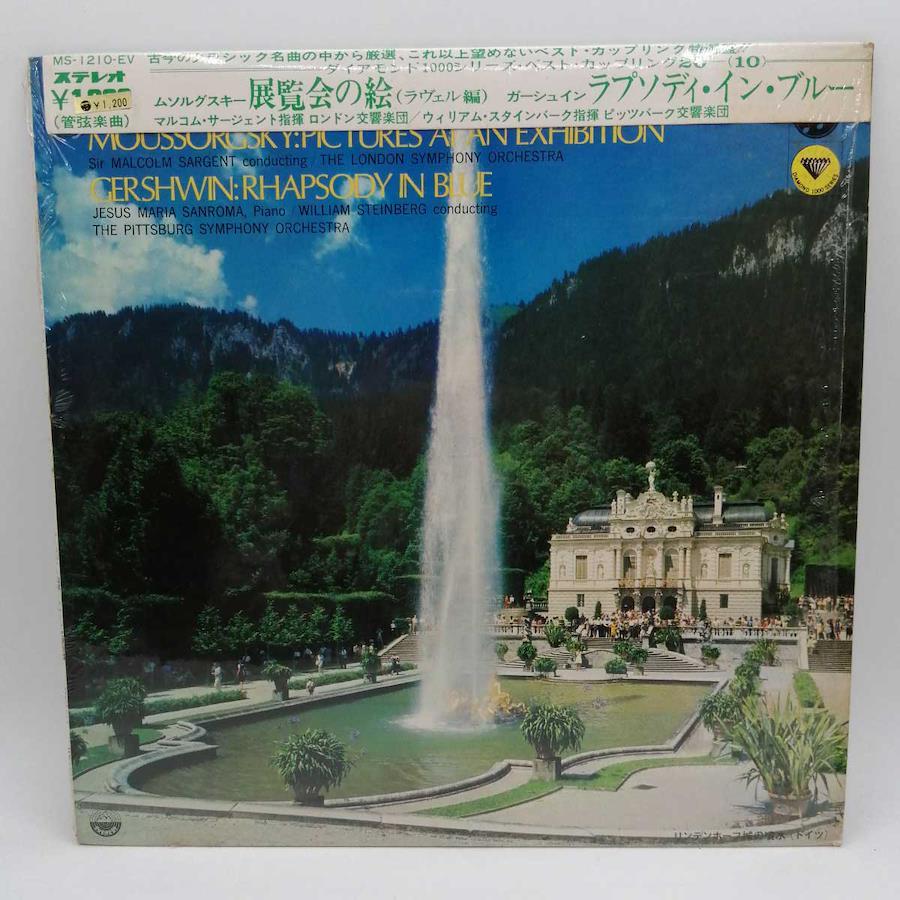 MS-1210-EV
古今のクラシック名曲の中から厳選、これ以上望めないベスト・カップリング
ダイアモンド1000シリーズ・ベスト・カップリング20 (10)
ステレオ
¥1,200
(管弦楽曲)
ムソルグスキー 展覧会の絵 (ラヴェル編) ガーシュイン ラプソディ・イン・ブルー
マルコム・サージェント指揮 ロンドン交響楽団/ウィリアム・スタインバーク指揮 ピッツバーク交響楽団
MOUSSORGSKY:PICTURES AT AN EXHIBITION
Sir MALCOLM SARGENT conducting / THE LONDON SYMPHONY ORCHESTRA
GERSHWIN:RHAPSODY IN BLUE
JESUS MARIA SANROMA, Piano / WILLIAM STEINBERG conducting
THE PITTSBURG SYMPHONY ORCHESTRA
DIAMOND 1000 SERIES
リンデンホーフ城の噴水(ドイツ)